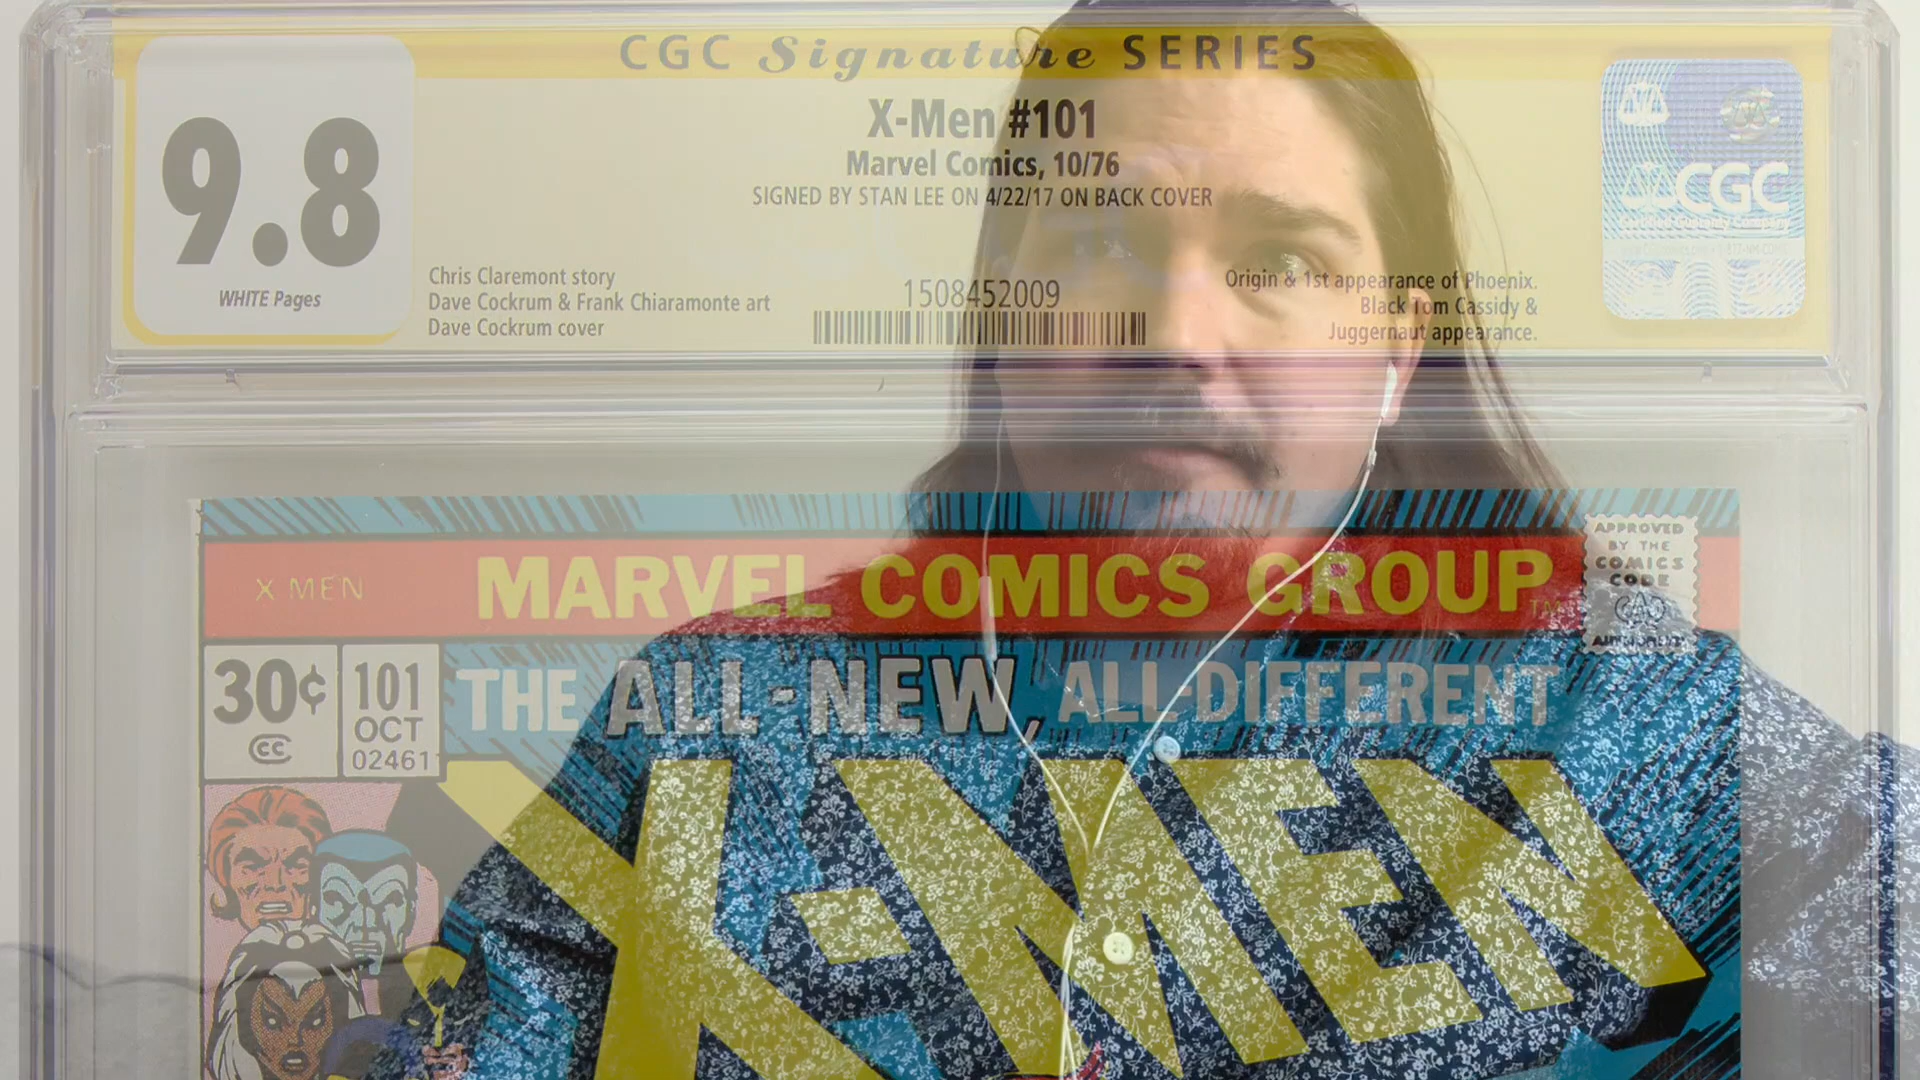 CGC Signature SERIES
9.8
WHITE Pages
X-Men #101
Marvel Comics, 10/76
SIGNED BY STAN LEE ON 4/22/17 ON BACK COVER
Chris Claremont story
Dave Cockrum & Frank Chiaramonte art
Dave Cockrum cover
1508452009
Origin & 1st appearance of Phoenix.
Black Tom Cassidy &
Juggernaut appearance.
CGC
X MEN
MARVEL COMICS GROUP™
APPROVED
BY THE
COMICS
CODE
AUTHORITY
30¢
CC
101
OCT
02461
THE ALL-NEW, ALL-DIFFERENT
X-MEN